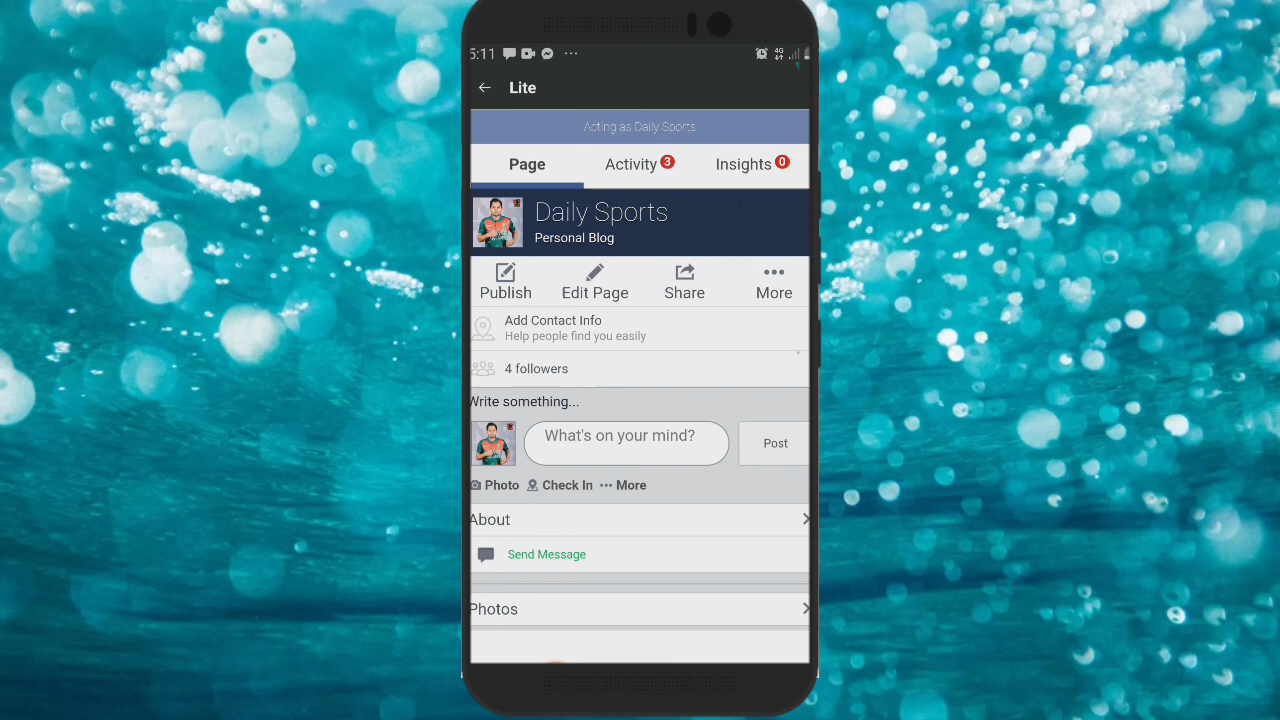 5:11
4G
Lite
Acting as Daily Sports
Page
Activity 3
Insights 0
Daily Sports
Personal Blog
Publish
Edit Page
Share
More
Add Contact Info
Help people find you easily
4 followers
Write something...
What's on your mind?
Post
Photo
Check In
More
About
Send Message
Photos